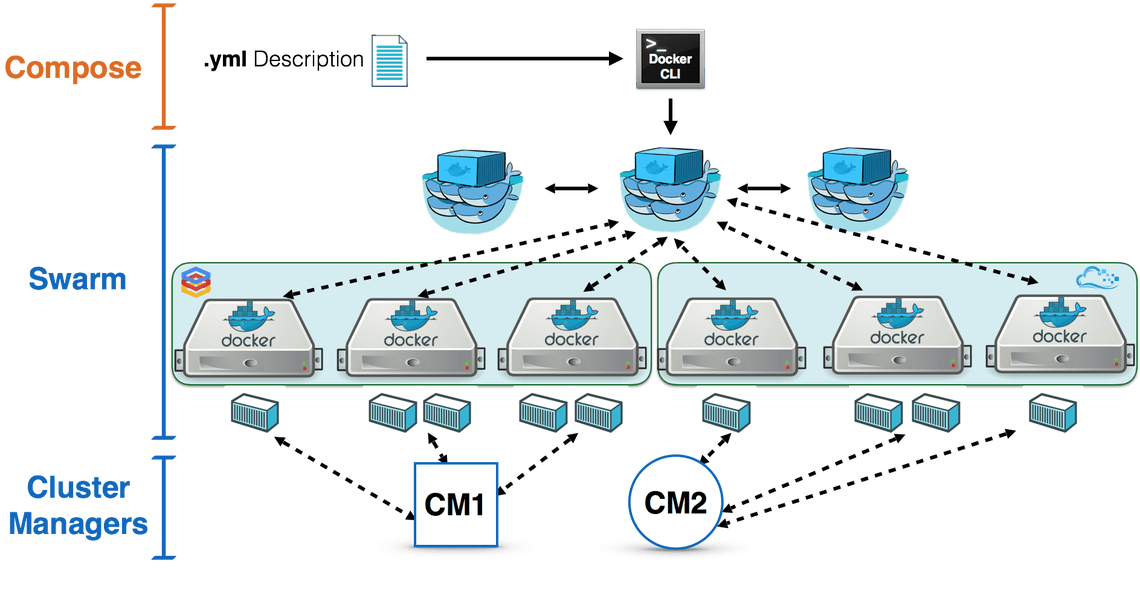 Compose
.yml Description
>_
Docker
CLI
Swarm
docker
docker
docker
docker
docker
docker
Cluster
Managers
CM1
CM2